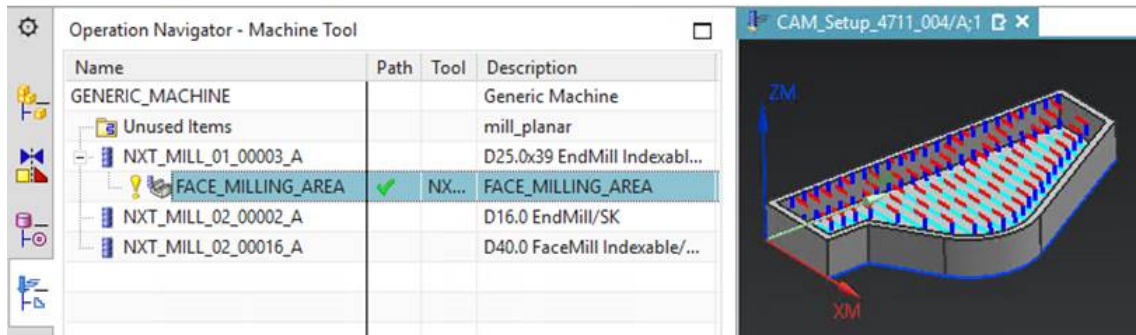 Operation Navigator - Machine Tool
CAM_Setup_4711_004/A;1
Name Path Tool Description
GENERIC_MACHINE Generic Machine
Unused Items mill_planar
NXT_MILL_01_00003_A D25.0x39 EndMill Indexabl...
FACE_MILLING_AREA NX... FACE_MILLING_AREA
NXT_MILL_02_00002_A D16.0 EndMill/SK
NXT_MILL_02_00016_A D40.0 FaceMill Indexable/...
ZM
XM